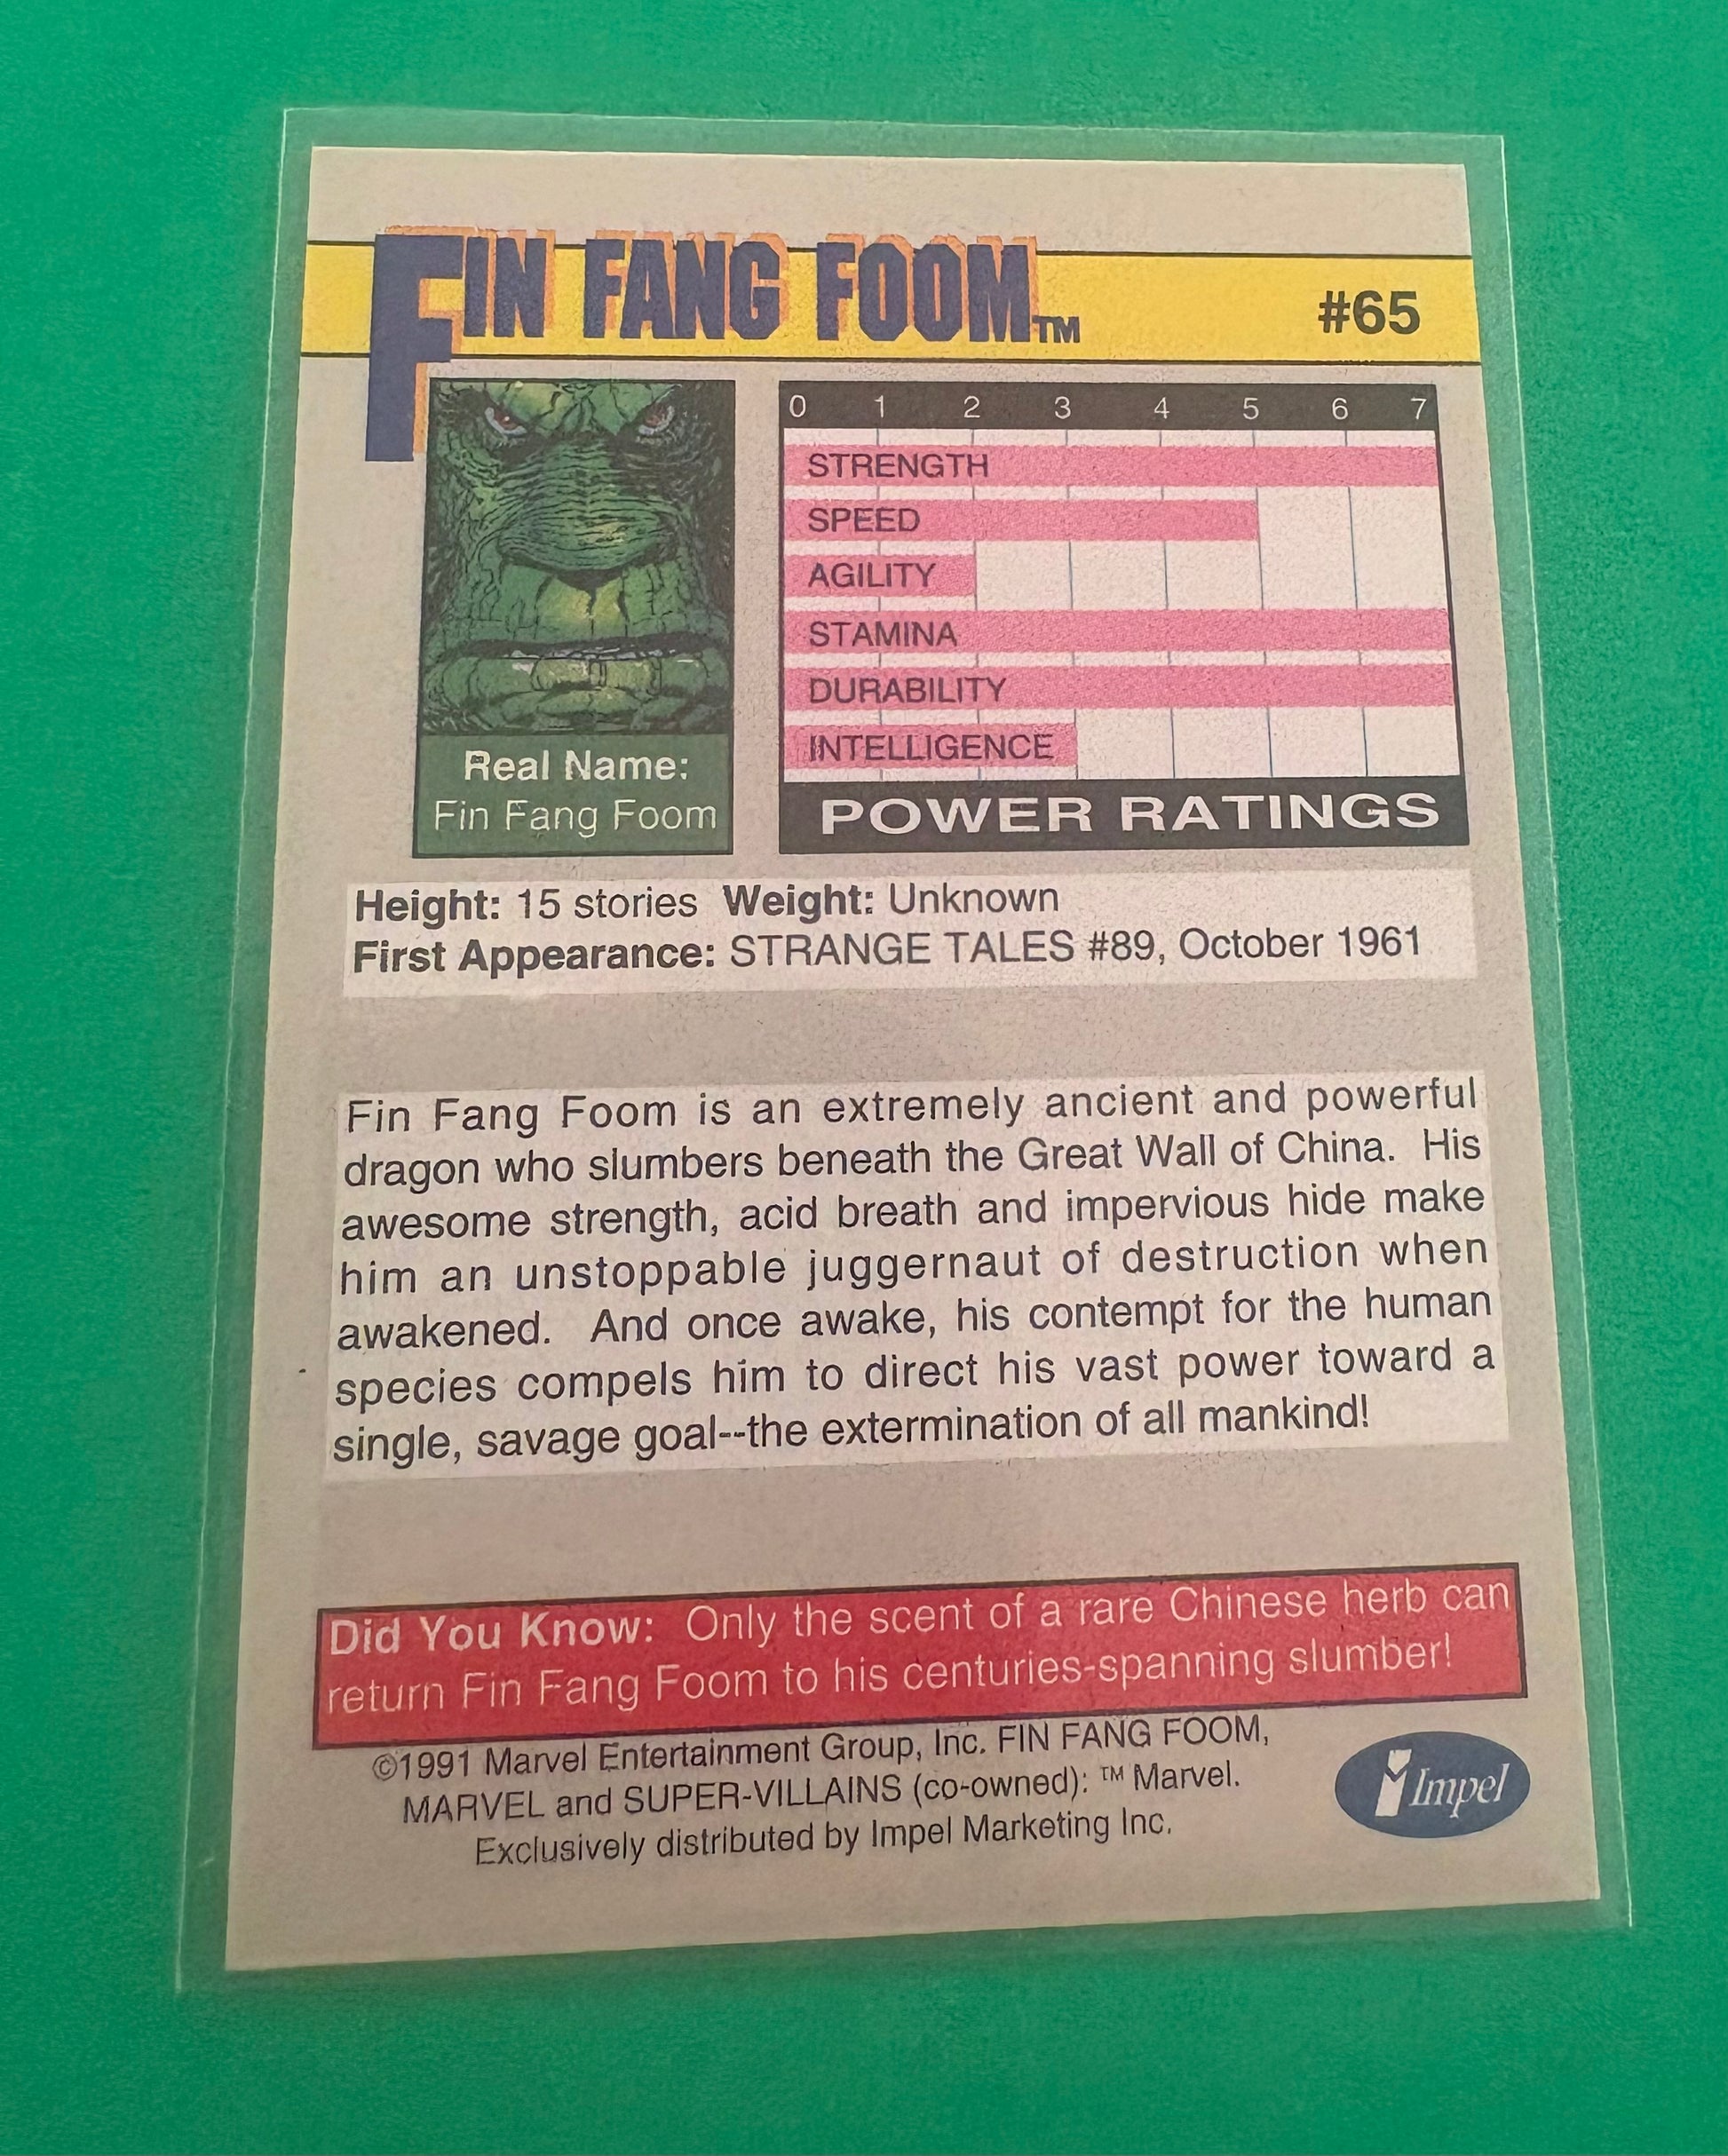 FIN FANG FOOM™ #65
0 1 2 3 4 5 6 7
STRENGTH
SPEED
AGILITY
STAMINA
DURABILITY
INTELLIGENCE
POWER RATINGS
Real Name:
Fin Fang Foom
Height: 15 stories Weight: Unknown
First Appearance: STRANGE TALES #89, October 1961
Fin Fang Foom is an extremely ancient and powerful
dragon who slumbers beneath the Great Wall of China. His
awesome strength, acid breath and impervious hide make
him an unstoppable juggernaut of destruction when
awakened. And once awake, his contempt for the human
species compels him to direct his vast power toward a
single, savage goal--the extermination of all mankind!
Did You Know: Only the scent of a rare Chinese herb can
return Fin Fang Foom to his centuries-spanning slumber!
©1991 Marvel Entertainment Group, Inc. FIN FANG FOOM,
MARVEL and SUPER-VILLAINS (co-owned): ™ Marvel.
Exclusively distributed by Impel Marketing Inc.
Impel